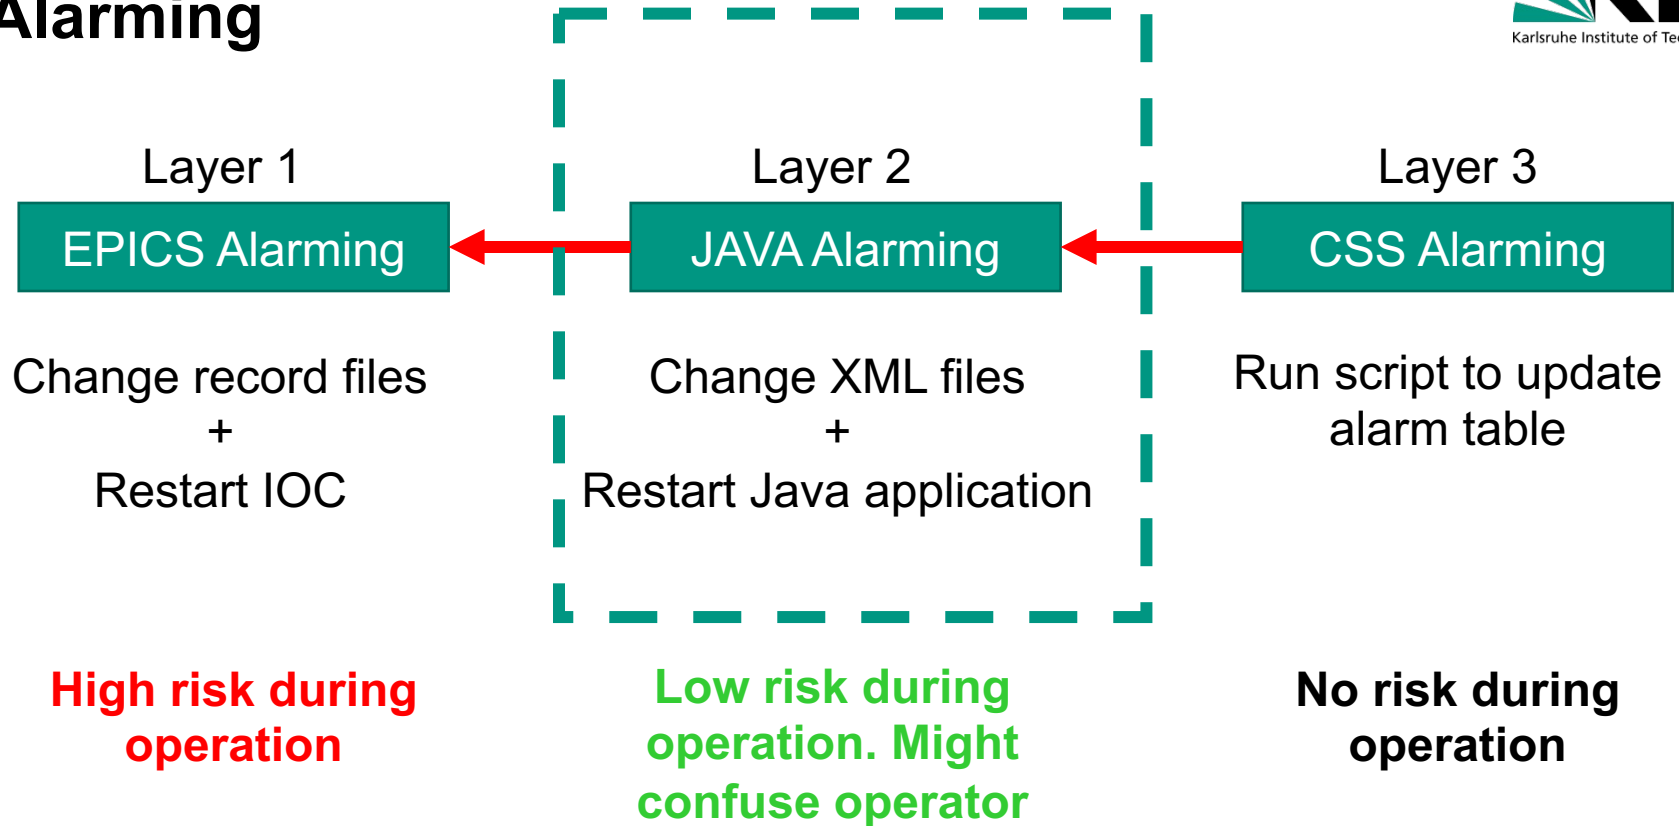 Alarming
Karlsruhe Institute of
Layer 1
EPICS Alarming
Change record files
+
Restart IOC
High risk during
operation
Layer 2
JAVA Alarming
Change XML files
+
Restart Java application
Low risk during
operation. Might
confuse operator
Layer 3
CSS Alarming
Run script to update
alarm table
No risk during
operation